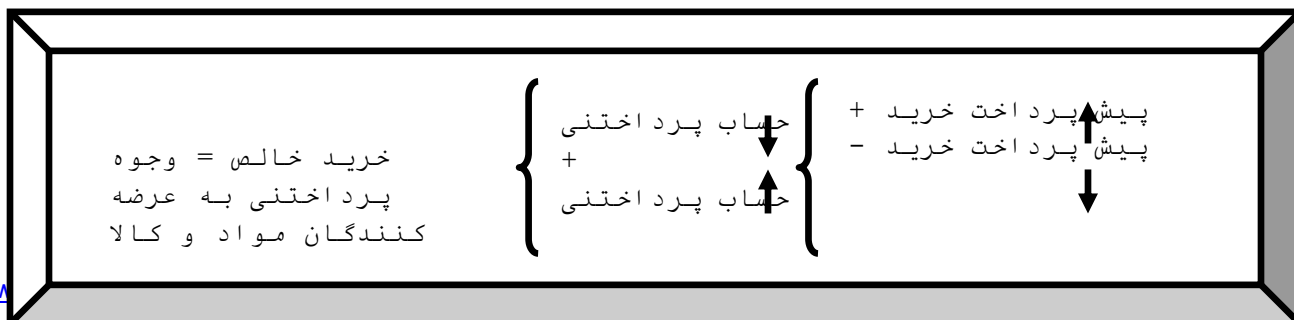 پیش پرداخت خرید +
پیش پرداخت خرید -
حساب پرداختنی
+
حساب پرداختنی
خرید خالص = وجوه
پرداختنی به عرضه
کنندگان مواد و کالا